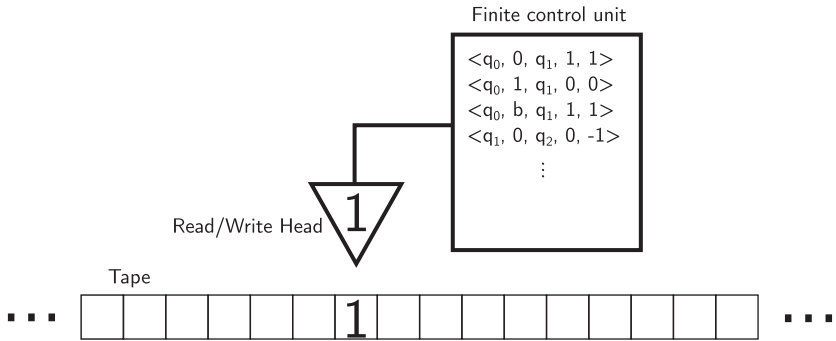 Finite control unit
<q₀, 0, q₁, 1, 1>
<q₀, 1, q₁, 0, 0>
<q₀, b, q₁, 1, 1>
<q₁, 0, q₂, 0, -1>
⋮
1
Read/Write Head
Tape
... 1 ...